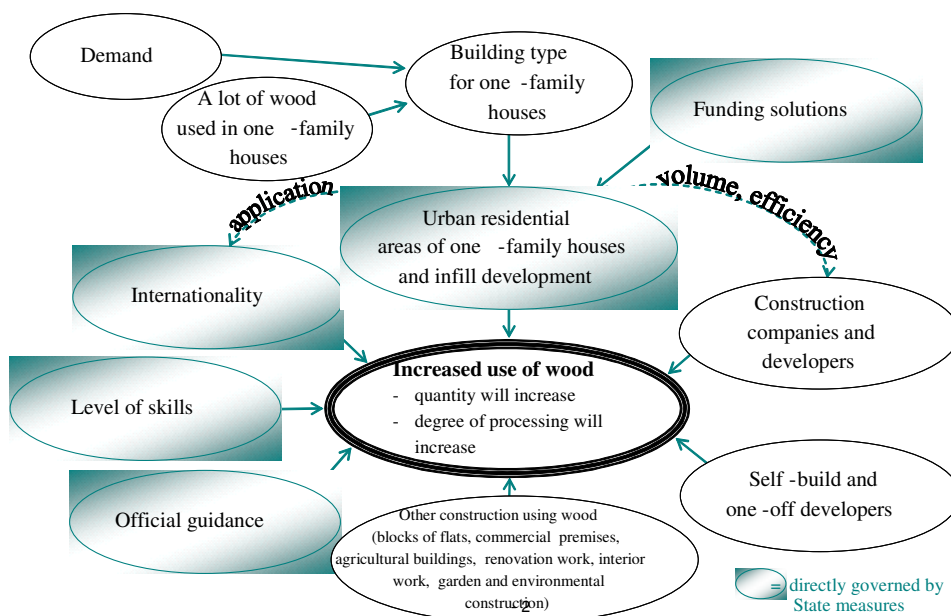 Demand
Building type
for one -family
houses
A lot of wood
used in one -family
houses
Funding solutions
application
volume, efficiency
Urban residential
areas of one -family houses
and infill development
Internationality
Construction
companies and
developers
Increased use of wood
- quantity will increase
- degree of processing will
increase
Level of skills
Self -build and
one -off developers
Official guidance
Other construction using wood
(blocks of flats, commercial premises,
agricultural buildings, renovation work, interior
work, garden and environmental
construction)
2
= directly governed by
State measures